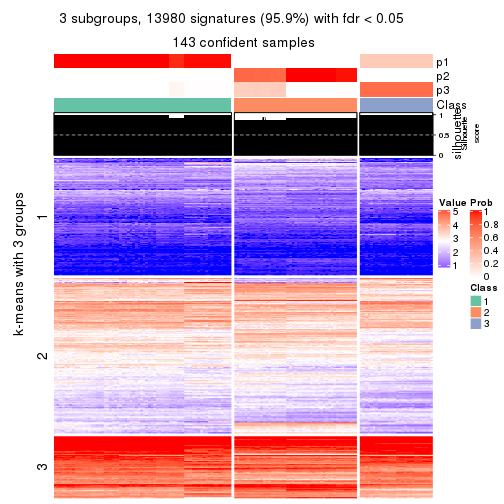 3 subgroups, 13980 signatures (95.9%) with fdr < 0.05
143 confident samples
p1
p2
p3
Class
1
0.5
0
silhouette
Silhouette
score
k-means with 3 groups
1
2
3
Value
5
4
3
2
1
Prob
1
0.8
0.6
0.4
0.2
0
Class
1
2
3